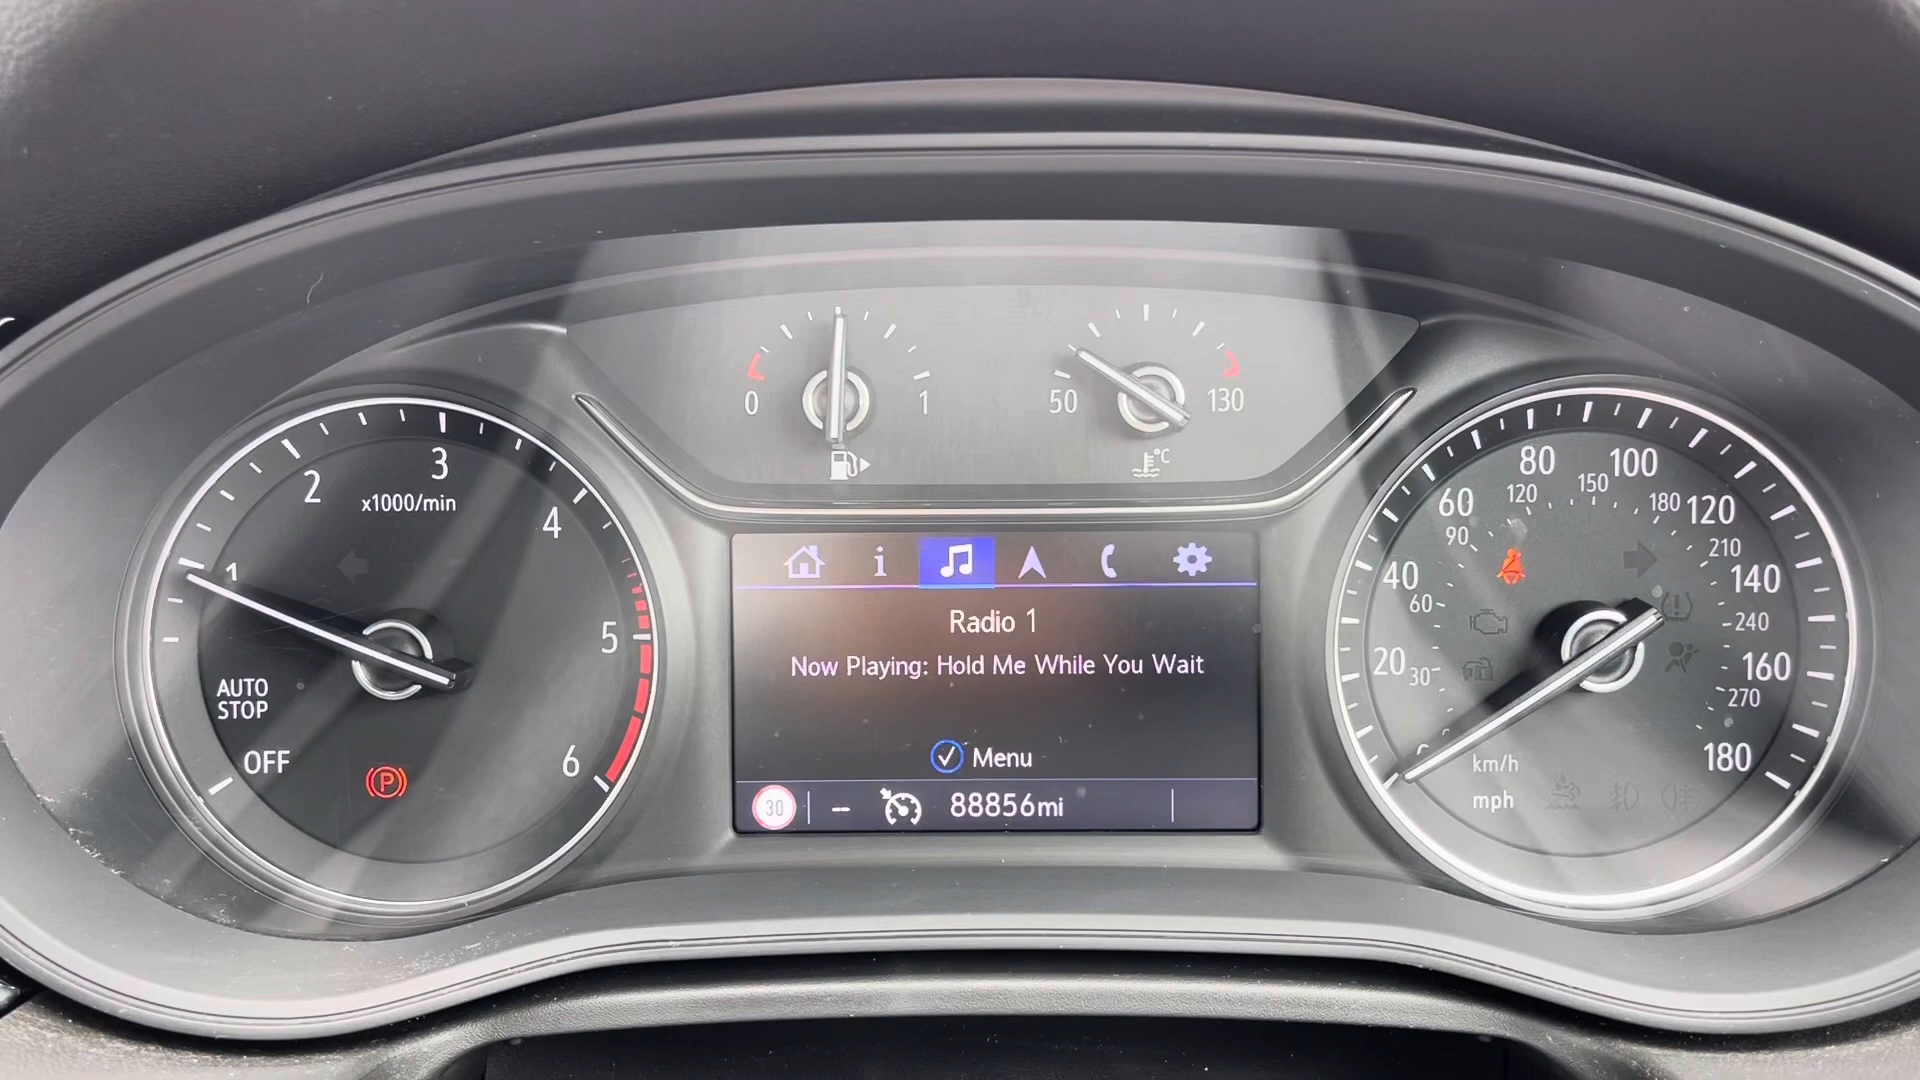 0
1
50
130
°C
1
2
3
4
5
6
x1000/min
AUTO
STOP
OFF
P
i
Radio 1
Now Playing: Hold Me While You Wait
Menu
30
--
88856mi
20
40
60
80
100
120
140
160
180
30
60
90
120
150
180
210
240
270
km/h
mph